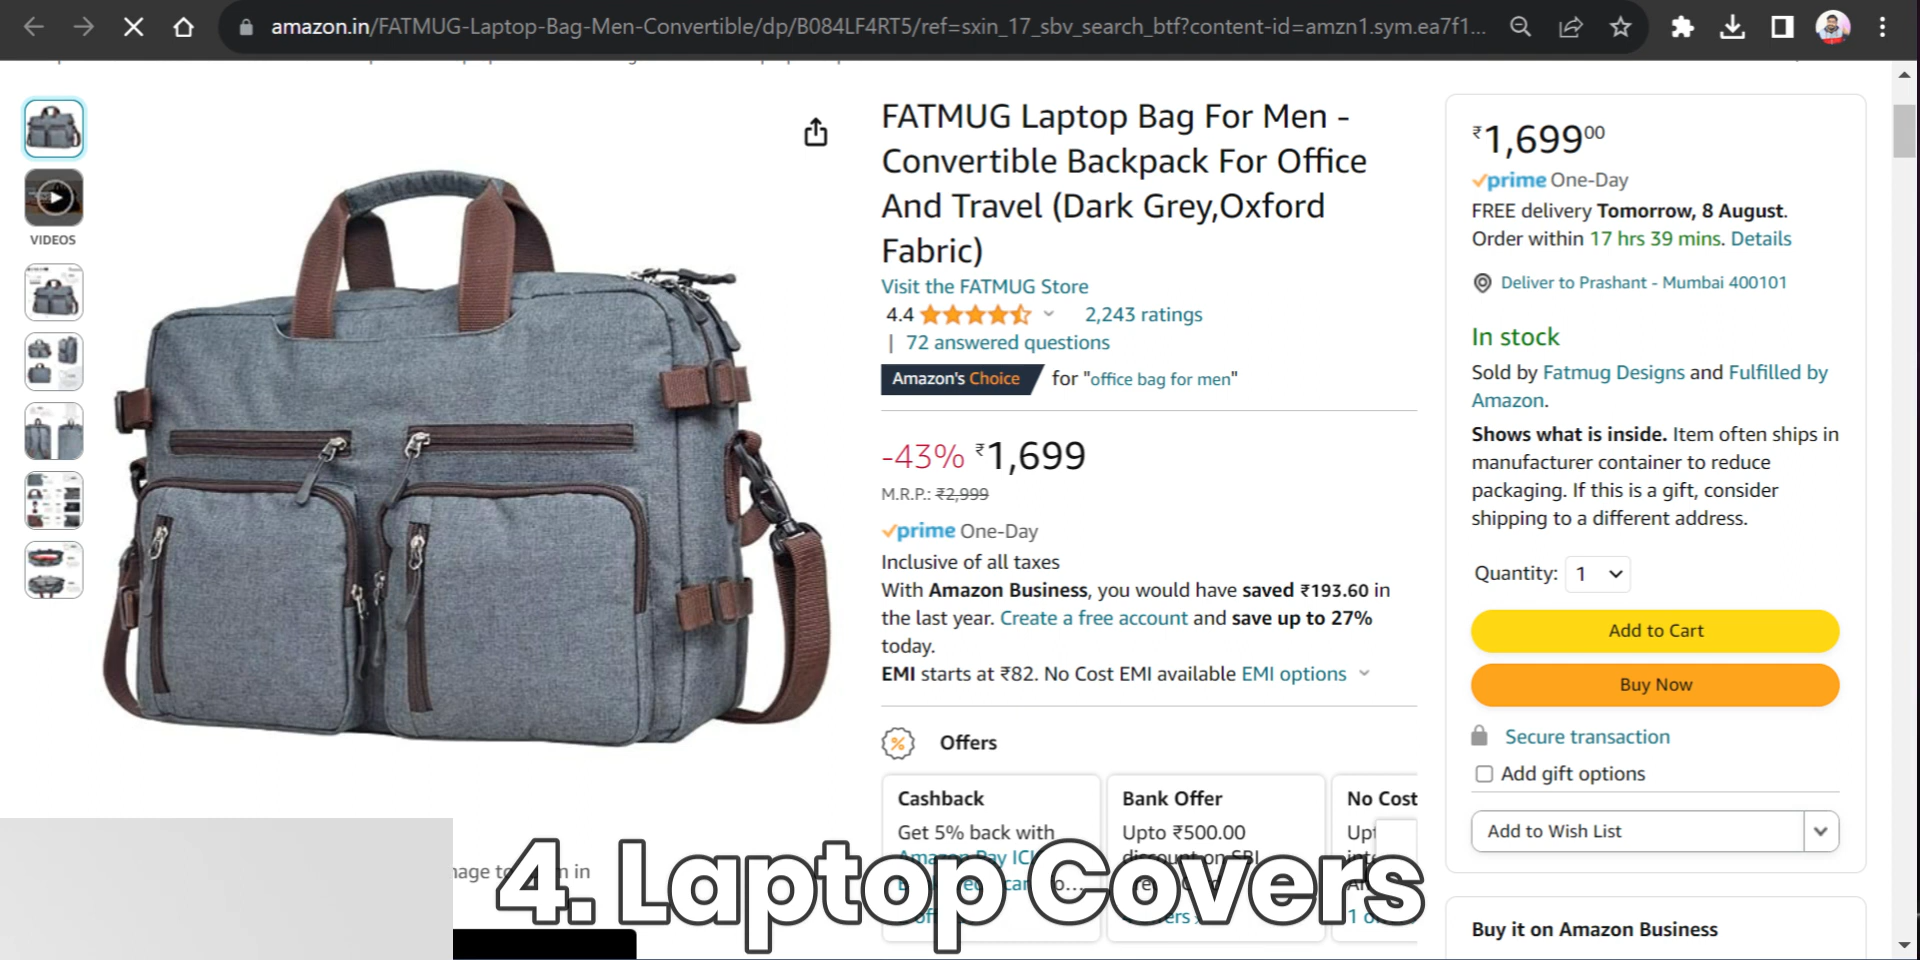 amazon.in/FATMUG-Laptop-Bag-Men-Convertible/dp/B084LF4RT5/ref=sxin_17_sbv_search_btf?content-id=amzn1.sym.ea7f1...
VIDEOS
FATMUG Laptop Bag For Men -
Convertible Backpack For Office
And Travel (Dark Grey,Oxford
Fabric)
Visit the FATMUG Store
4.4 2,243 ratings
| 72 answered questions
Amazon's Choice for "office bag for men"
-43% ₹1,699
M.R.P.: ₹2,999
prime One-Day
Inclusive of all taxes
With Amazon Business, you would have saved ₹193.60 in
the last year. Create a free account and save up to 27%
today.
EMI starts at ₹82. No Cost EMI available EMI options
% Offers
Cashback
Get 5% back with
Amazon Pay ICI
Bank Offer
Upto ₹500.00
discount on SBI
No Cost
4. Laptop Covers
₹1,69900
prime One-Day
FREE delivery Tomorrow, 8 August.
Order within 17 hrs 39 mins. Details
Deliver to Prashant - Mumbai 400101
In stock
Sold by Fatmug Designs and Fulfilled by
Amazon.
Shows what is inside. Item often ships in
manufacturer container to reduce
packaging. If this is a gift, consider
shipping to a different address.
Quantity: 1
Add to Cart
Buy Now
Secure transaction
Add gift options
Add to Wish List
Buy it on Amazon Business